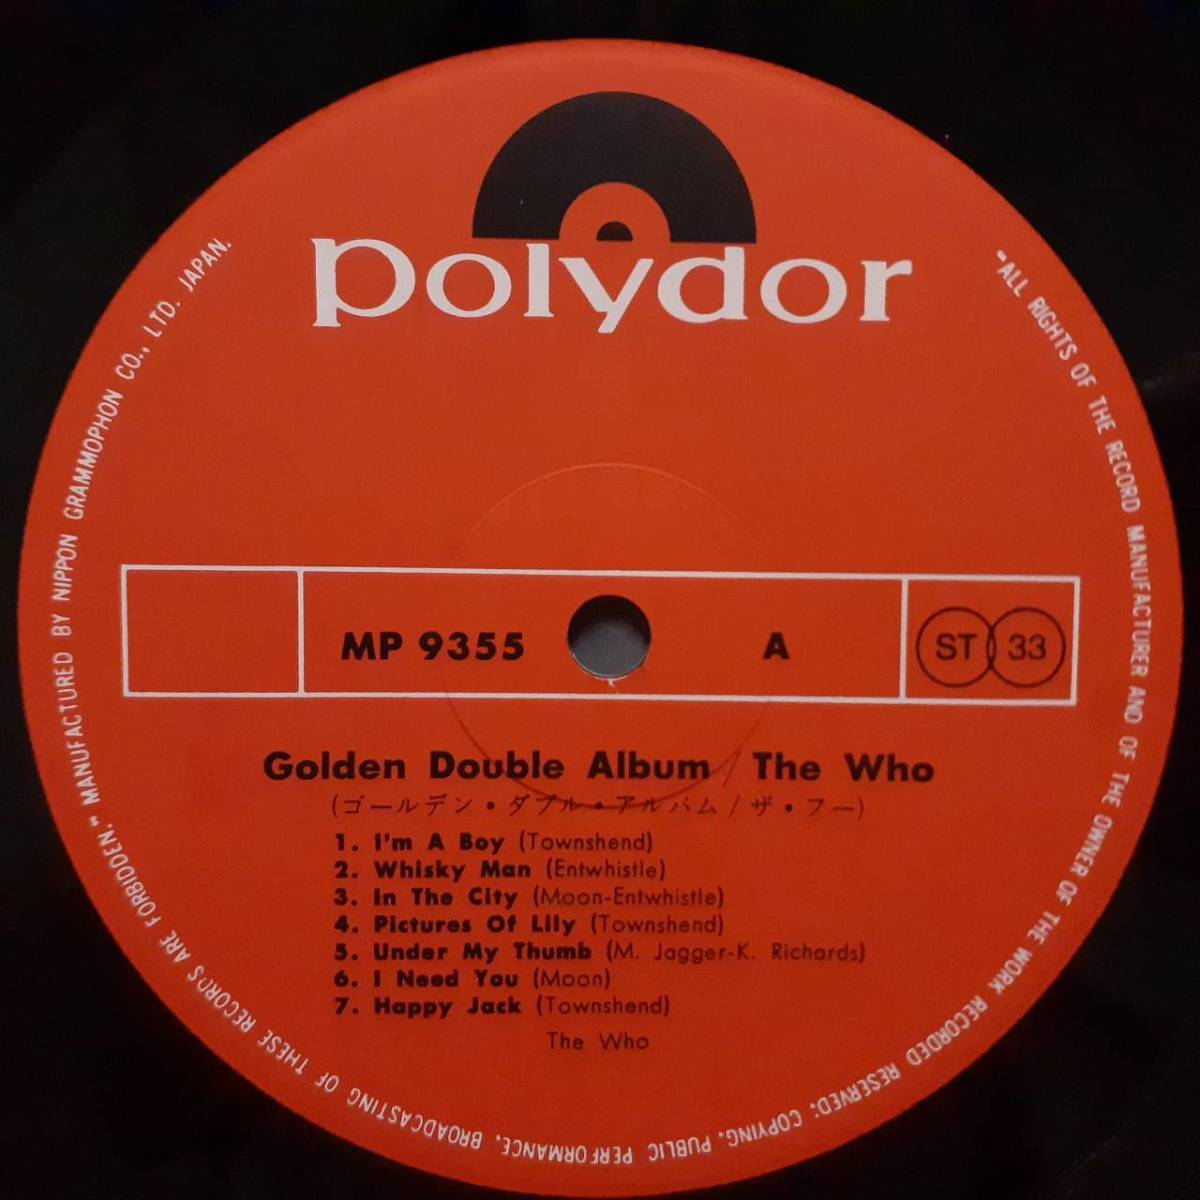 polydor
"ALL RIGHTS OF THE RECORD MANUFACTURER AND OF THE OWNER OF THE WORK RECORDED RESERVED; COPYING, PUBLIC PERFORMANCE, BROADCASTING OF THESE RECORDS ARE FORBIDDEN." MANUFACTURED BY NIPPON GRAMMOPHON CO., LTD. JAPAN.
MP 9355 A ST 33
Golden Double Album / The Who
(ゴールデン・ダブル・アルバム / ザ・フー)
1. I'm A Boy (Townshend)
2. Whisky Man (Entwhistle)
3. In The City (Moon-Entwhistle)
4. Pictures Of Lily (Townshend)
5. Under My Thumb (M. Jagger-K. Richards)
6. I Need You (Moon)
7. Happy Jack (Townshend)
The Who